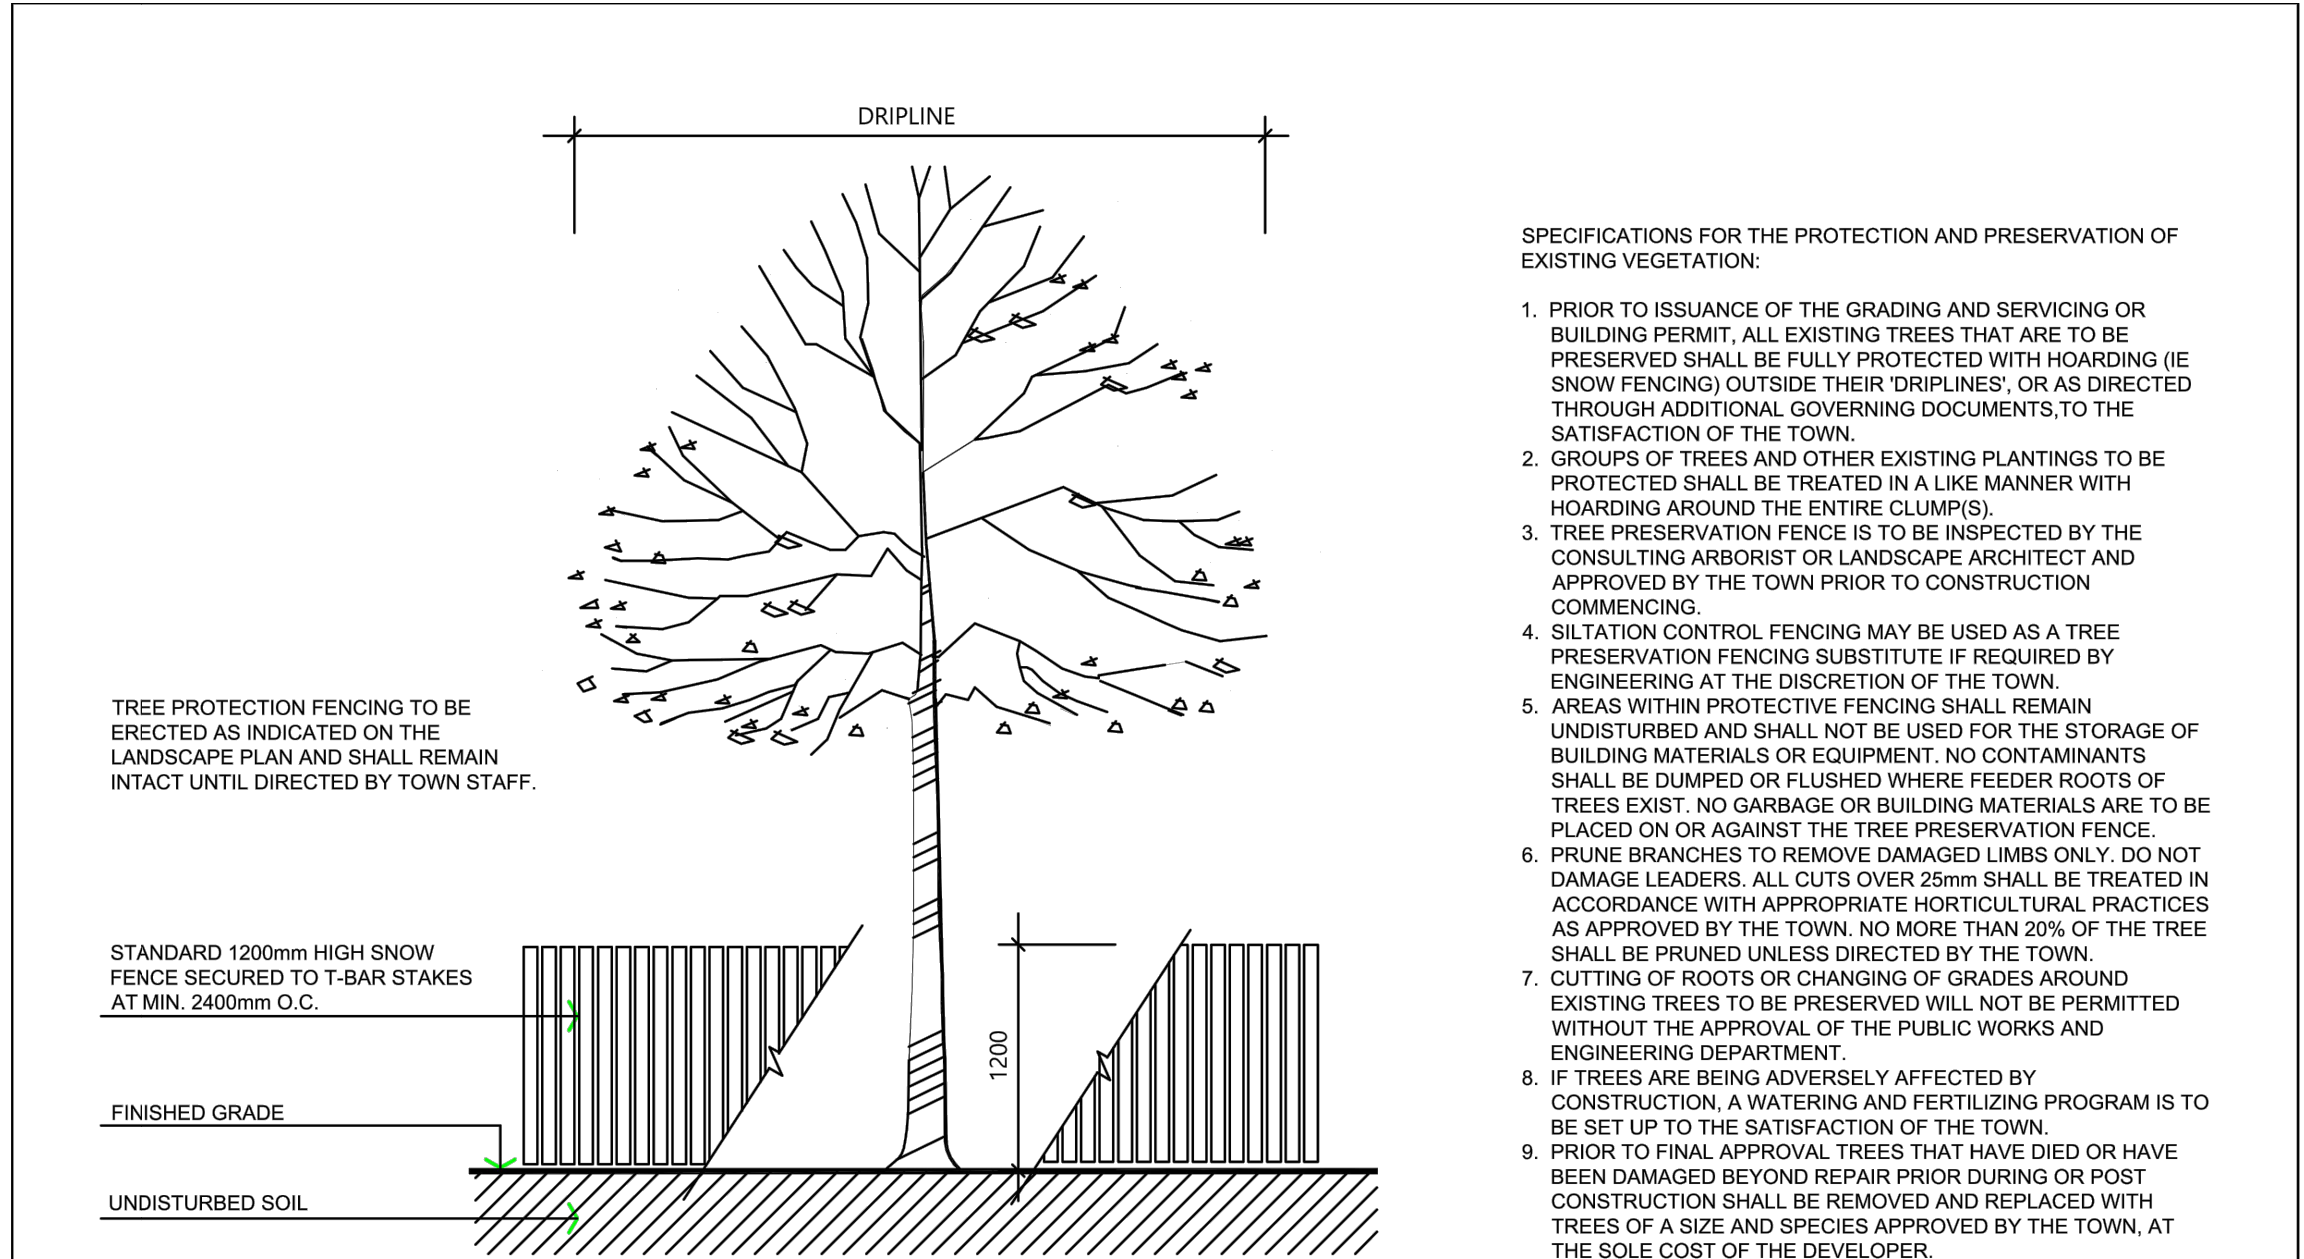 DRIPLINE
TREE PROTECTION FENCING TO BE
ERECTED AS INDICATED ON THE
LANDSCAPE PLAN AND SHALL REMAIN
INTACT UNTIL DIRECTED BY TOWN STAFF.
STANDARD 1200mm HIGH SNOW
FENCE SECURED TO T-BAR STAKES
AT MIN. 2400mm O.C.
1200
FINISHED GRADE
UNDISTURBED SOIL
SPECIFICATIONS FOR THE PROTECTION AND PRESERVATION OF
EXISTING VEGETATION:
1. PRIOR TO ISSUANCE OF THE GRADING AND SERVICING OR
BUILDING PERMIT, ALL EXISTING TREES THAT ARE TO BE
PRESERVED SHALL BE FULLY PROTECTED WITH HOARDING (IE
SNOW FENCING) OUTSIDE THEIR 'DRIPLINES', OR AS DIRECTED
THROUGH ADDITIONAL GOVERNING DOCUMENTS,TO THE
SATISFACTION OF THE TOWN.
2. GROUPS OF TREES AND OTHER EXISTING PLANTINGS TO BE
PROTECTED SHALL BE TREATED IN A LIKE MANNER WITH
HOARDING AROUND THE ENTIRE CLUMP(S).
3. TREE PRESERVATION FENCE IS TO BE INSPECTED BY THE
CONSULTING ARBORIST OR LANDSCAPE ARCHITECT AND
APPROVED BY THE TOWN PRIOR TO CONSTRUCTION
COMMENCING.
4. SILTATION CONTROL FENCING MAY BE USED AS A TREE
PRESERVATION FENCING SUBSTITUTE IF REQUIRED BY
ENGINEERING AT THE DISCRETION OF THE TOWN.
5. AREAS WITHIN PROTECTIVE FENCING SHALL REMAIN
UNDISTURBED AND SHALL NOT BE USED FOR THE STORAGE OF
BUILDING MATERIALS OR EQUIPMENT. NO CONTAMINANTS
SHALL BE DUMPED OR FLUSHED WHERE FEEDER ROOTS OF
TREES EXIST. NO GARBAGE OR BUILDING MATERIALS ARE TO BE
PLACED ON OR AGAINST THE TREE PRESERVATION FENCE.
6. PRUNE BRANCHES TO REMOVE DAMAGED LIMBS ONLY. DO NOT
DAMAGE LEADERS. ALL CUTS OVER 25mm SHALL BE TREATED IN
ACCORDANCE WITH APPROPRIATE HORTICULTURAL PRACTICES
AS APPROVED BY THE TOWN. NO MORE THAN 20% OF THE TREE
SHALL BE PRUNED UNLESS DIRECTED BY THE TOWN.
7. CUTTING OF ROOTS OR CHANGING OF GRADES AROUND
EXISTING TREES TO BE PRESERVED WILL NOT BE PERMITTED
WITHOUT THE APPROVAL OF THE PUBLIC WORKS AND
ENGINEERING DEPARTMENT.
8. IF TREES ARE BEING ADVERSELY AFFECTED BY
CONSTRUCTION, A WATERING AND FERTILIZING PROGRAM IS TO
BE SET UP TO THE SATISFACTION OF THE TOWN.
9. PRIOR TO FINAL APPROVAL TREES THAT HAVE DIED OR HAVE
BEEN DAMAGED BEYOND REPAIR PRIOR DURING OR POST
CONSTRUCTION SHALL BE REMOVED AND REPLACED WITH
TREES OF A SIZE AND SPECIES APPROVED BY THE TOWN, AT
THE SOLE COST OF THE DEVELOPER.